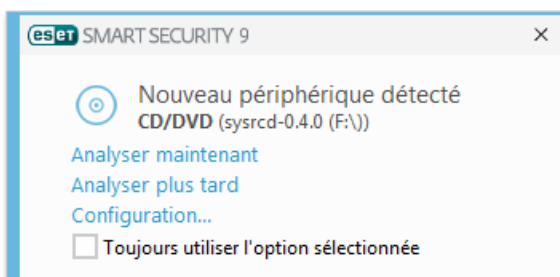 eset SMART SECURITY 9
Nouveau périphérique détecté
CD/DVD (sysrcd-0.4.0 (F:\))
Analyser maintenant
Analyser plus tard
Configuration...
Toujours utiliser l'option sélectionnée